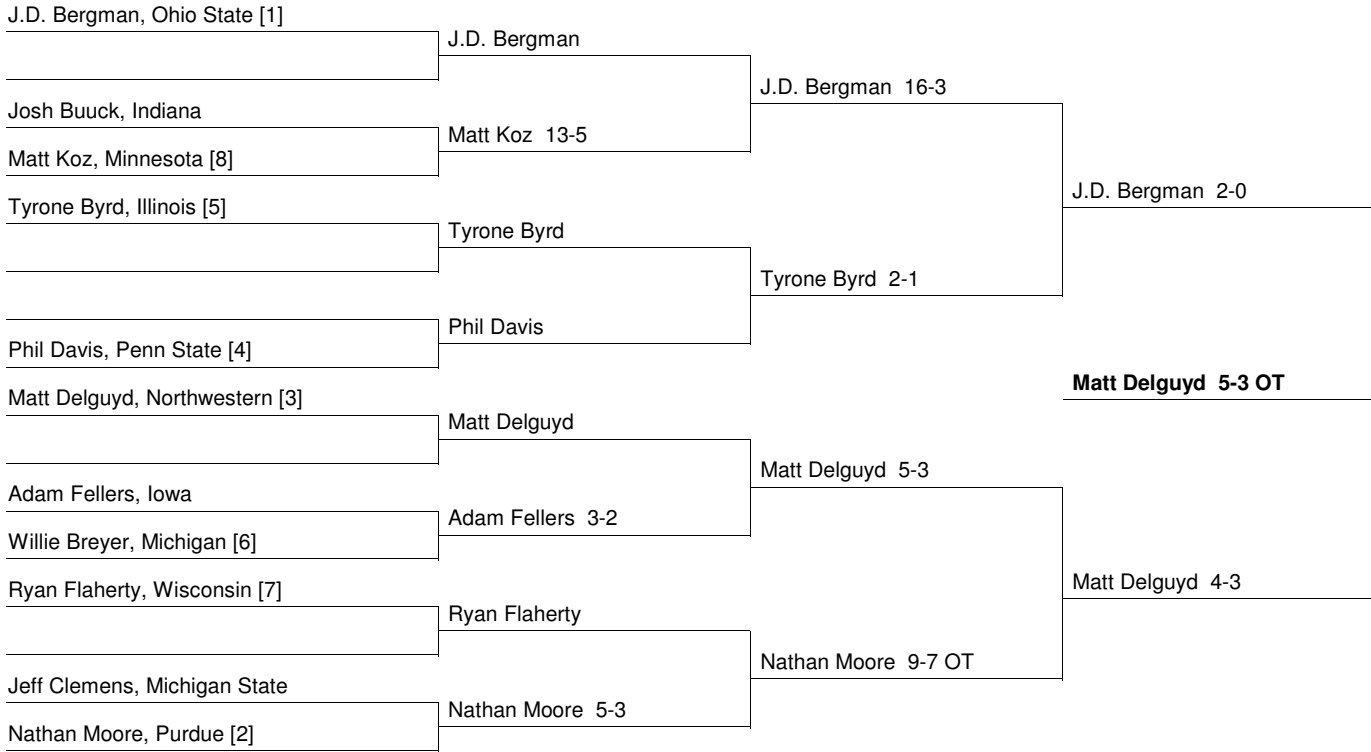 J.D. Bergman, Ohio State [1]
Josh Buuck, Indiana
Matt Koz, Minnesota [8]
Tyrone Byrd, Illinois [5]
Phil Davis, Penn State [4]
Matt Delguyd, Northwestern [3]
Adam Fellers, Iowa
Willie Breyer, Michigan [6]
Ryan Flaherty, Wisconsin [7]
Jeff Clemens, Michigan State
Nathan Moore, Purdue [2]
J.D. Bergman
Matt Koz 13-5
Tyrone Byrd
Phil Davis
Matt Delguyd
Adam Fellers 3-2
Ryan Flaherty
Nathan Moore 5-3
J.D. Bergman 16-3
Tyrone Byrd 2-1
Matt Delguyd 5-3
Nathan Moore 9-7 OT
J.D. Bergman 2-0
Matt Delguyd 5-3 OT
Matt Delguyd 4-3